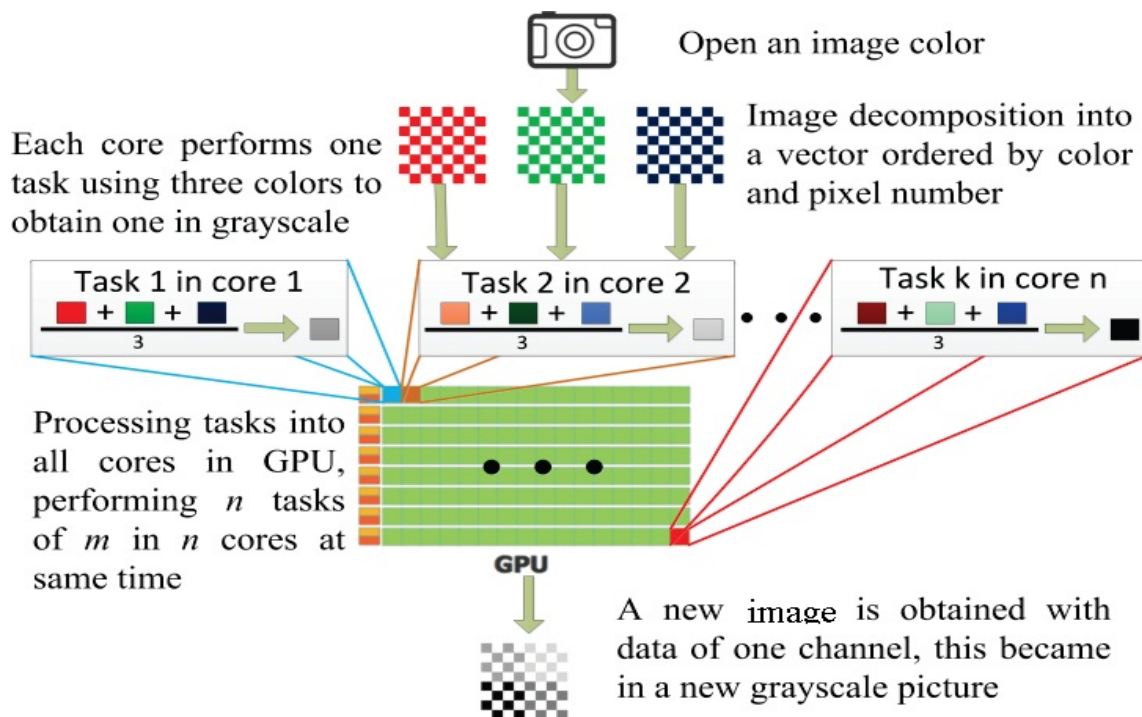 Open an image color
Image decomposition into
a vector ordered by color
and pixel number
Each core performs one
task using three colors to
obtain one in grayscale
Task 1 in core 1
+ +
3
Task 2 in core 2
+ +
3
Task k in core n
+ +
3
Processing tasks into
all cores in GPU,
performing n tasks
of m in n cores at
same time
GPU
A new image is obtained with
data of one channel, this became
in a new grayscale picture